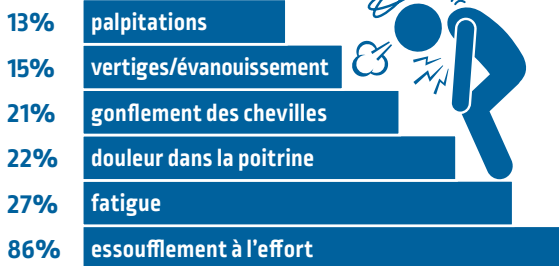 13% palpitations
15% vertiges/évanouissement
21% gonflement des chevilles
22% douleur dans la poitrine
27% fatigue
86% essoufflement à l'effort